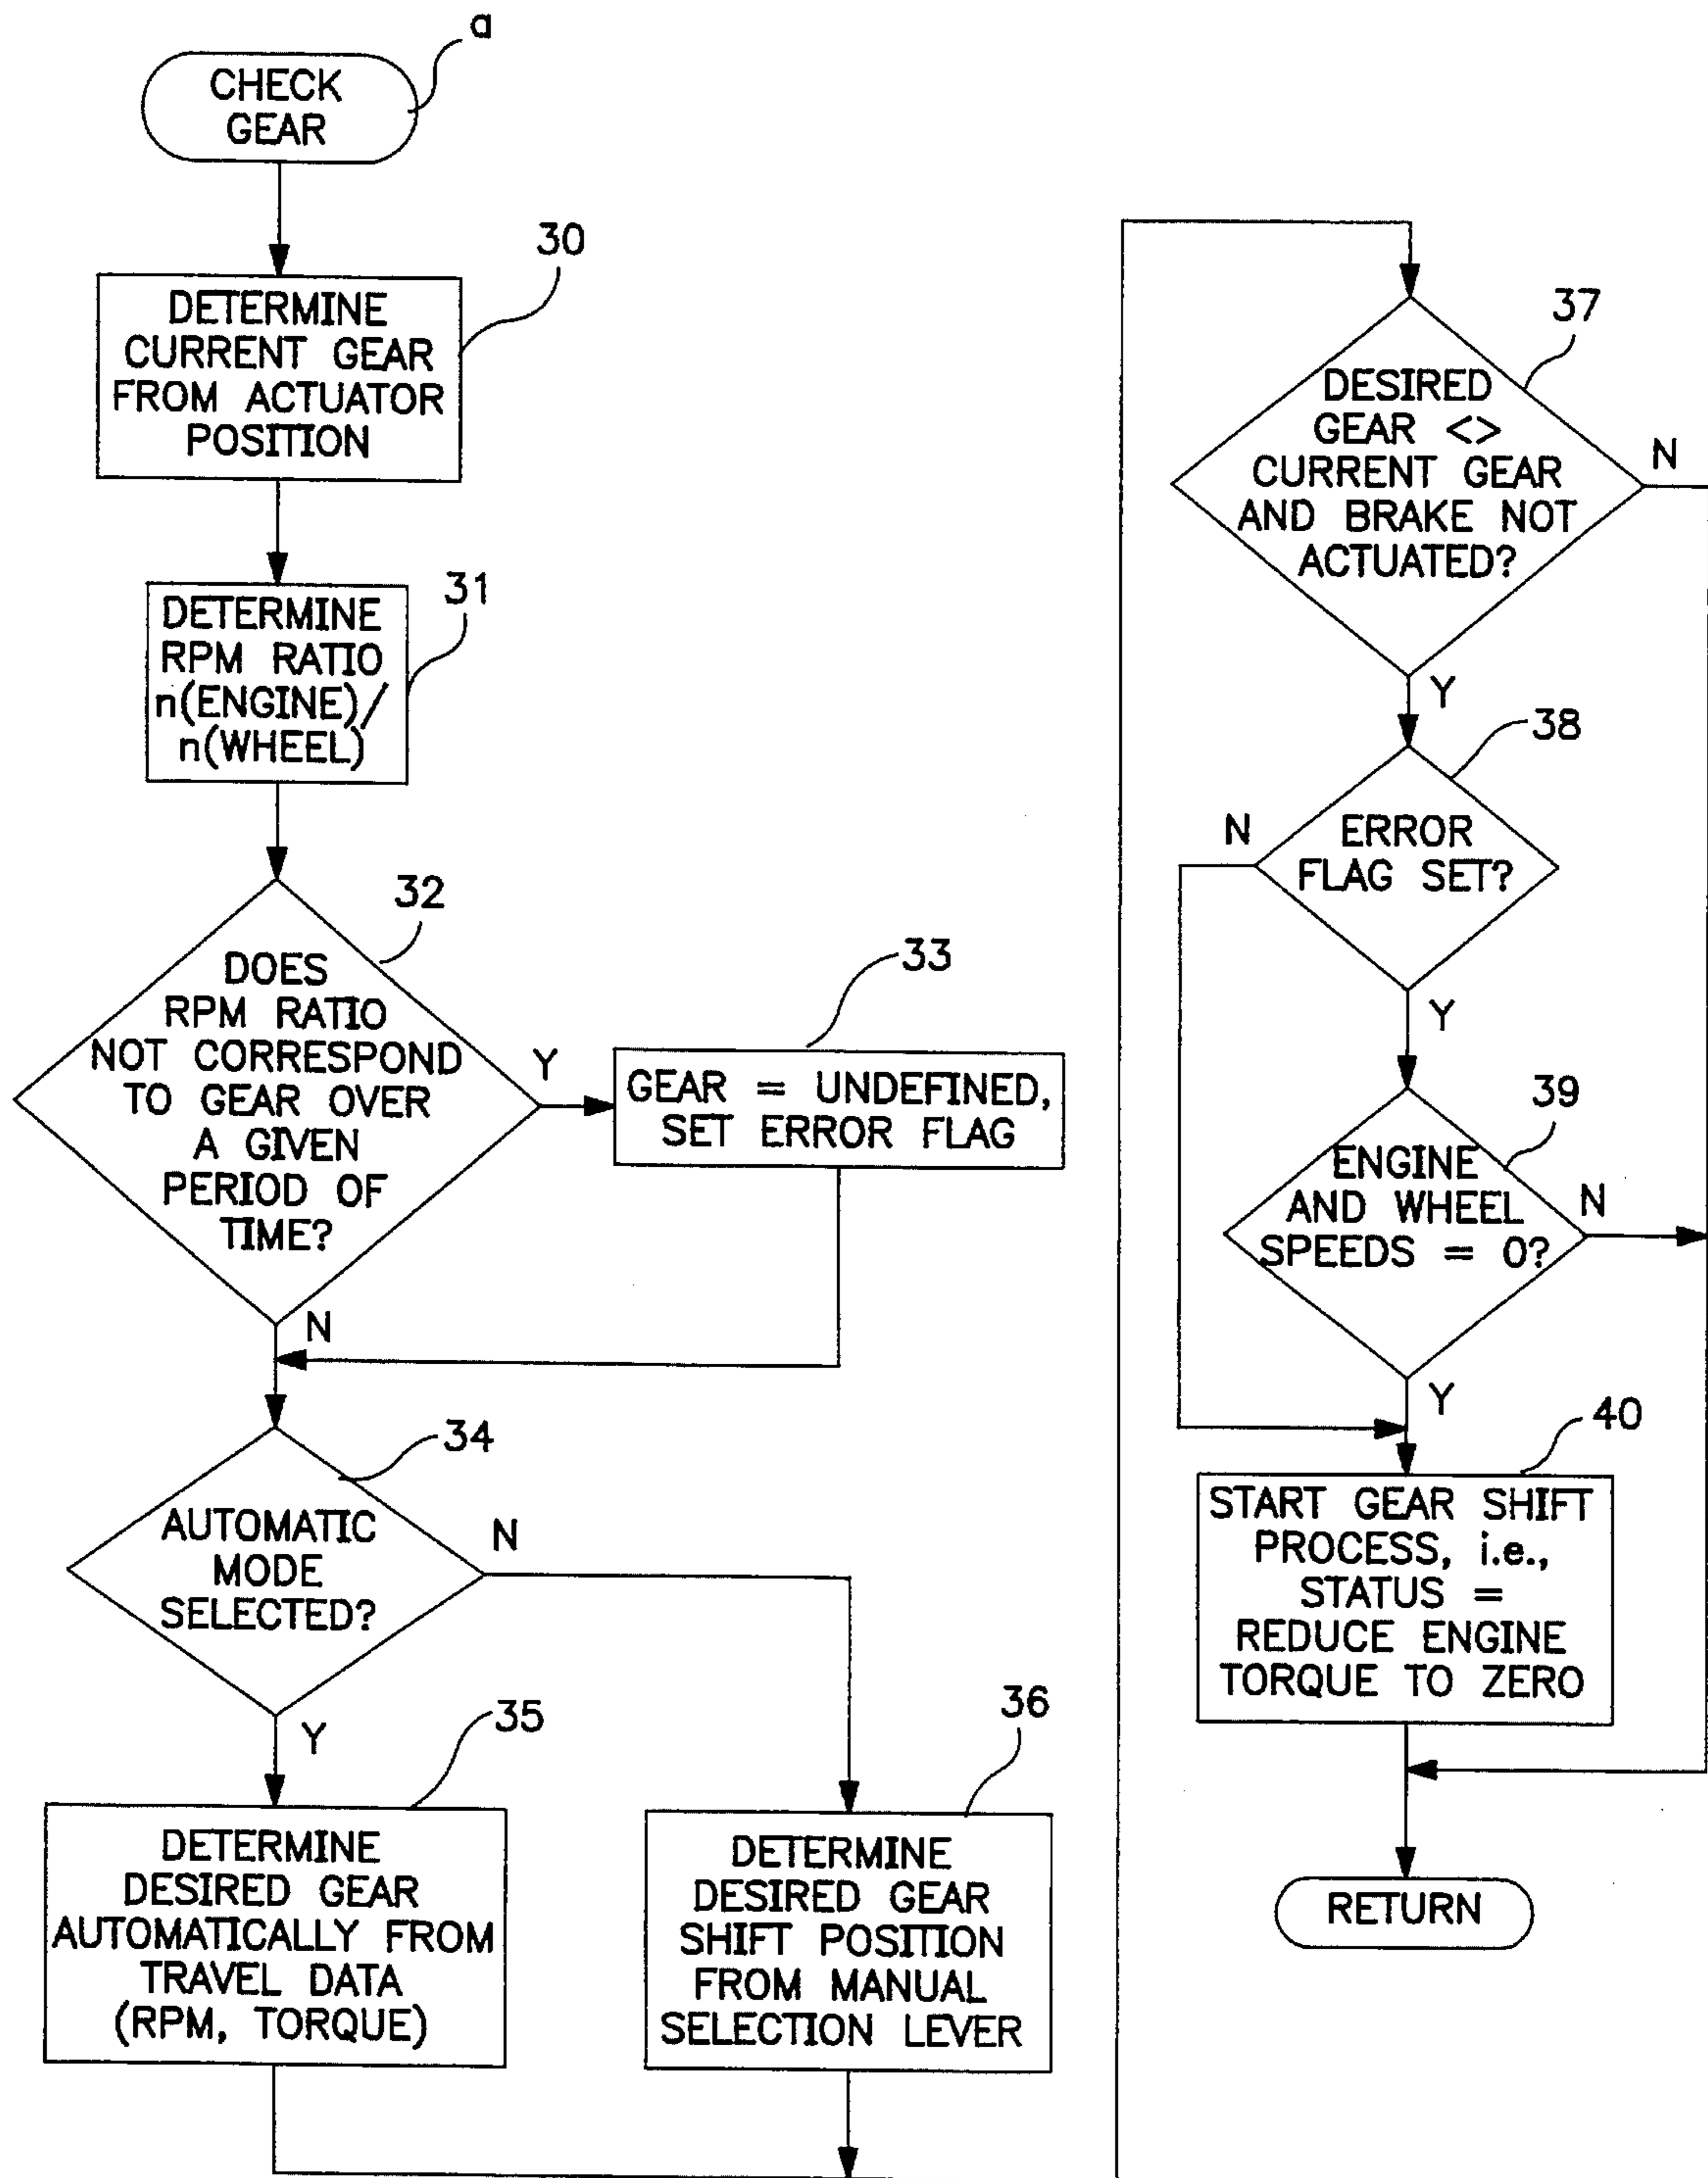 a
CHECK
GEAR
30
DETERMINE
CURRENT GEAR
FROM ACTUATOR
POSITION
31
DETERMINE
RPM RATIO
n(ENGINE)/
n(WHEEL)
32
DOES
RPM RATIO
NOT CORRESPOND
TO GEAR OVER
A GIVEN
PERIOD OF
TIME?
Y
N
33
GEAR = UNDEFINED,
SET ERROR FLAG
34
AUTOMATIC
MODE
SELECTED?
N
Y
35
DETERMINE
DESIRED GEAR
AUTOMATICALLY FROM
TRAVEL DATA
(RPM, TORQUE)
36
DETERMINE
DESIRED GEAR
SHIFT POSITION
FROM MANUAL
SELECTION LEVER
37
DESIRED
GEAR <>
CURRENT GEAR
AND BRAKE NOT
ACTUATED?
N
Y
38
ERROR
FLAG SET?
N
Y
39
ENGINE
AND WHEEL
SPEEDS = 0?
N
Y
40
START GEAR SHIFT
PROCESS, i.e.,
STATUS =
REDUCE ENGINE
TORQUE TO ZERO
RETURN